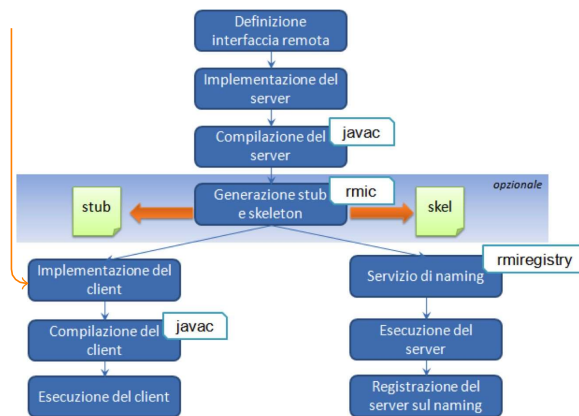 Definizione
interfaccia remota
Implementazione del
server
Compilazione del
server
javac
opzionale
Generazione stub
e skeleton
rmic
stub
skel
Implementazione del
client
Servizio di naming
rmiregistry
Compilazione del
client
javac
Esecuzione del
server
Esecuzione del client
Registrazione del
server sul naming